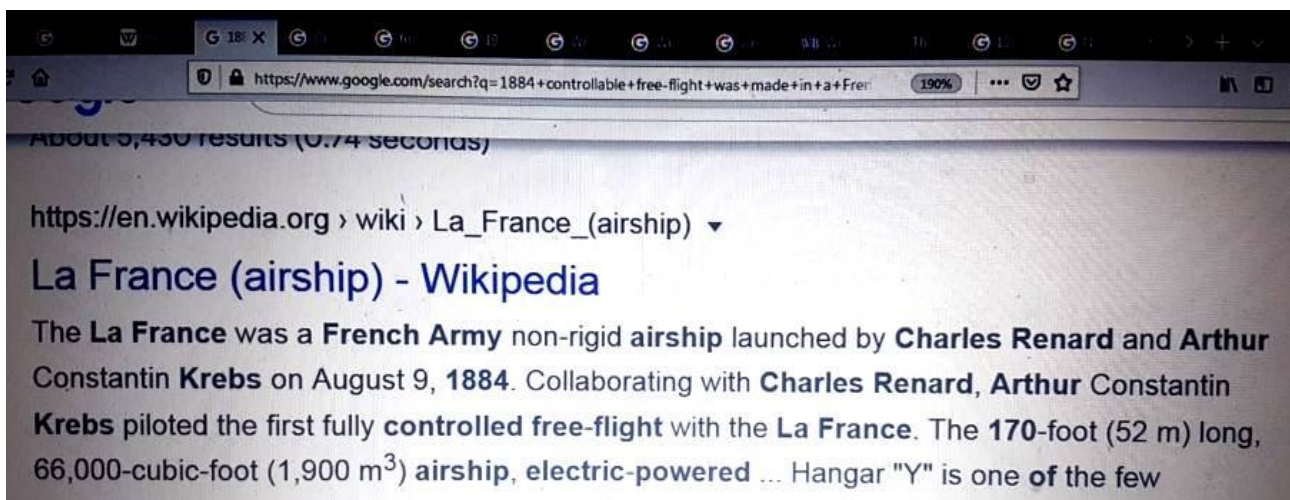 G 188 X
https://www.google.com/search?q=1884+controllable+free-flight+was+made+in+a+Fren 190%
About 5,430 results (0.74 seconds)
https://en.wikipedia.org › wiki › La_France_(airship)
La France (airship) - Wikipedia
The La France was a French Army non-rigid airship launched by Charles Renard and Arthur
Constantin Krebs on August 9, 1884. Collaborating with Charles Renard, Arthur Constantin
Krebs piloted the first fully controlled free-flight with the La France. The 170-foot (52 m) long,
66,000-cubic-foot (1,900 m³) airship, electric-powered ... Hangar "Y" is one of the few